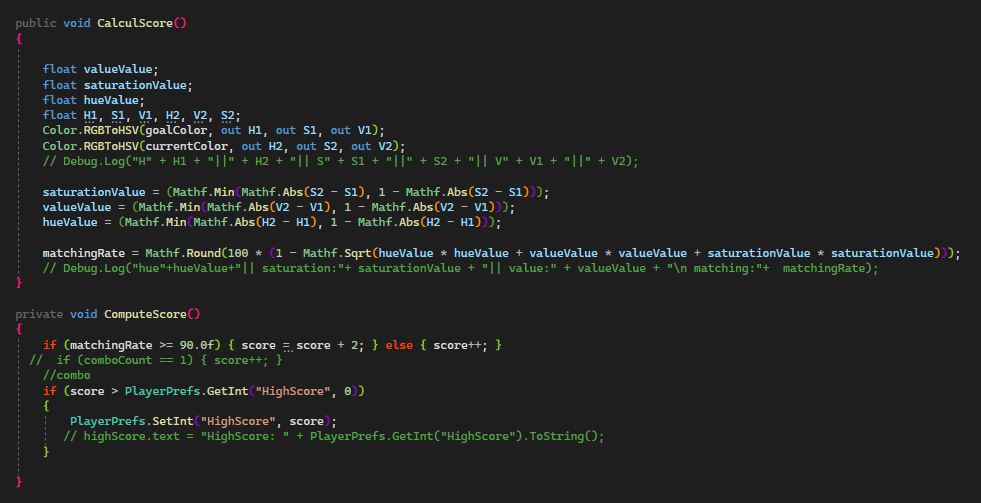 public void CalculScore()
{
float valueValue;
float saturationValue;
float hueValue;
float H1, S1, V1, H2, V2, S2;
Color.RGBToHSV(goalColor, out H1, out S1, out V1);
Color.RGBToHSV(currentColor, out H2, out S2, out V2);
// Debug.Log("H" + H1 + "||" + H2 + "|| S" + S1 + "||" + S2 + "|| V" + V1 + "||" + V2);
saturationValue = (Mathf.Min(Mathf.Abs(S2 - S1), 1 - Mathf.Abs(S2 - S1)));
valueValue = (Mathf.Min(Mathf.Abs(V2 - V1), 1 - Mathf.Abs(V2 - V1)));
hueValue = (Mathf.Min(Mathf.Abs(H2 - H1), 1 - Mathf.Abs(H2 - H1)));
matchingRate = Mathf.Round(100 * (1 - Mathf.Sqrt(hueValue * hueValue + valueValue * valueValue + saturationValue * saturationValue)));
// Debug.Log("hue"+hueValue+"|| saturation:"+ saturationValue + "|| value:" + valueValue + "\n matching:"+  matchingRate);
}
private void ComputeScore()
{
if (matchingRate >= 90.0f) { score = score + 2; } else { score++; }
//  if (comboCount == 1) { score++; }
//combo
if (score > PlayerPrefs.GetInt("HighScore", 0))
{
PlayerPrefs.SetInt("HighScore", score);
// highScore.text = "HighScore: " + PlayerPrefs.GetInt("HighScore").ToString();
}
}